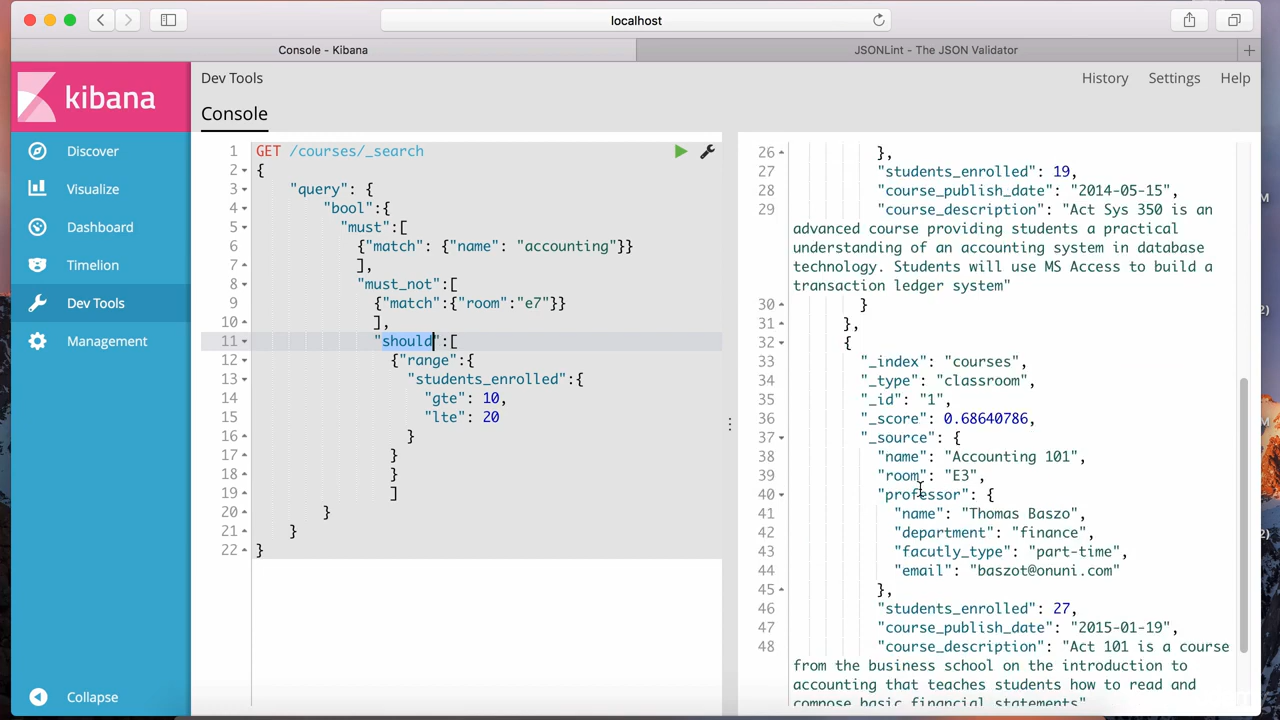 localhost
Console - Kibana
JSONLint - The JSON Validator
kibana
Discover
Visualize
Dashboard
Timelion
Dev Tools
Management
Collapse
Dev Tools
History
Settings
Help
Console
1 GET /courses/_search
2 {
3 "query": {
4 "bool":{
5 "must":[
6 {"match": {"name": "accounting"}}
7 ],
8 "must_not":[
9 {"match":{"room":"e7"}}
10 ],
11 "should":[
12 {"range":{
13 "students_enrolled":{
14 "gte": 10,
15 "lte": 20
16 }
17 }
18 }
19 ]
20 }
21 }
22 }
26 },
27 "students_enrolled": 19,
28 "course_publish_date": "2014-05-15",
29 "course_description": "Act Sys 350 is an
advanced course providing students a practical
understanding of an accounting system in database
technology. Students will use MS Access to build a
transaction ledger system"
30 }
31 },
32 {
33 "_index": "courses",
34 "_type": "classroom",
35 "_id": "1",
36 "_score": 0.68640786,
37 "_source": {
38 "name": "Accounting 101",
39 "room": "E3",
40 "professor": {
41 "name": "Thomas Baszo",
42 "department": "finance",
43 "facutly_type": "part-time",
44 "email": "baszot@onuni.com"
45 },
46 "students_enrolled": 27,
47 "course_publish_date": "2015-01-19",
48 "course_description": "Act 101 is a course
from the business school on the introduction to
accounting that teaches students how to read and
compose basic financial statements"